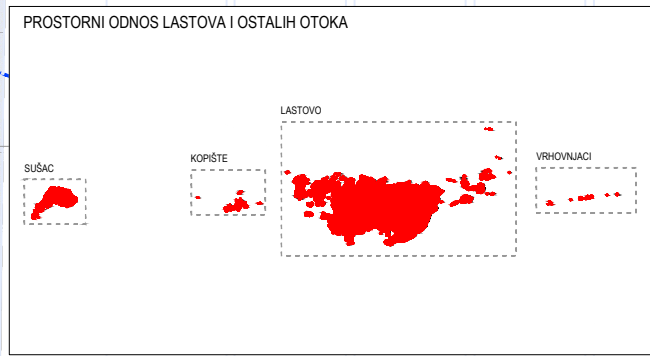 PROSTORNI ODNOS LASTOVA I OSTALIH OTOKA
LASTOVO
KOPIŠTE
VRHOVNJACI
SUŠAC